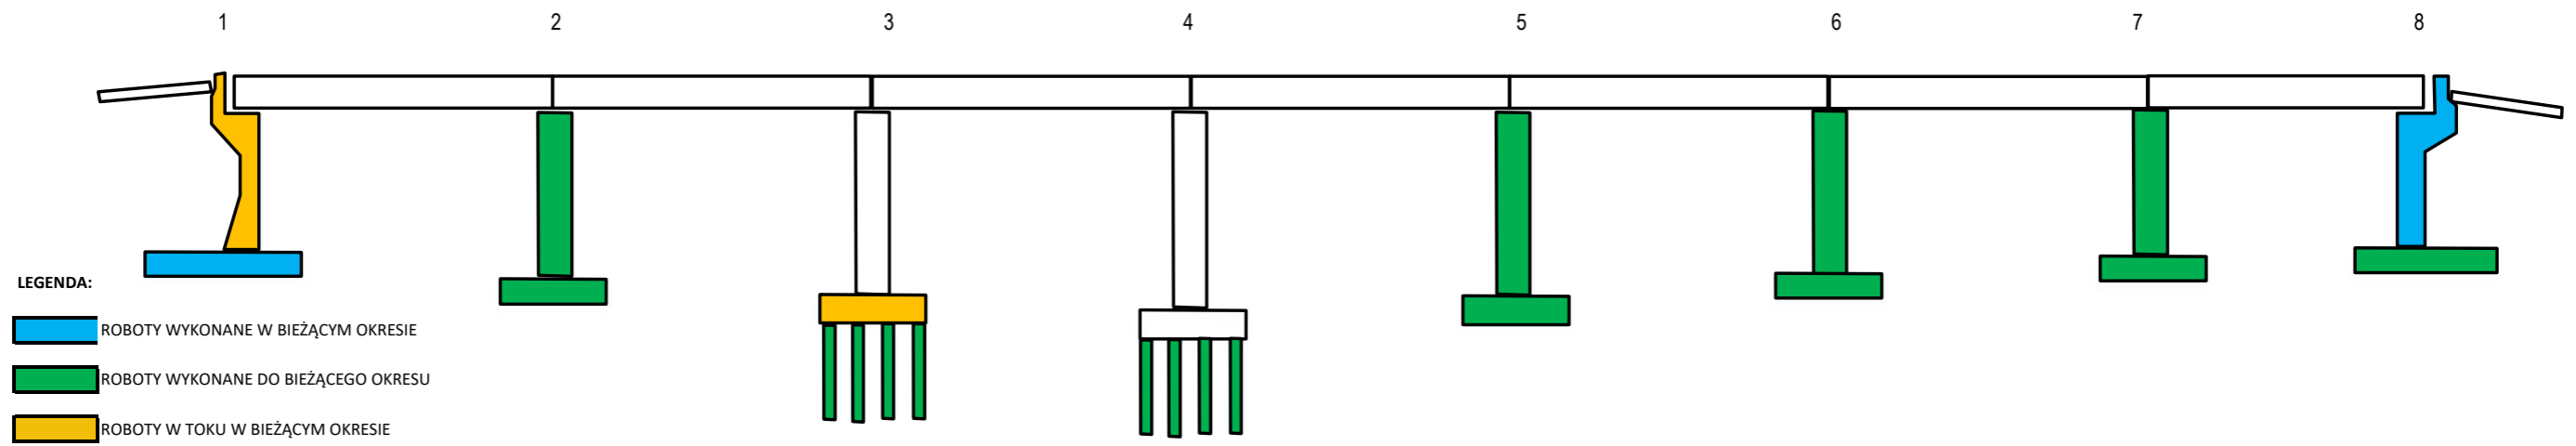 1 2 3 4 5 6 7 8
LEGENDA:
ROBOTY WYKONANE W BIEŻĄCYM OKRESIE
ROBOTY WYKONANE DO BIEŻĄCEGO OKRESU
ROBOTY W TOKU W BIEŻĄCYM OKRESIE